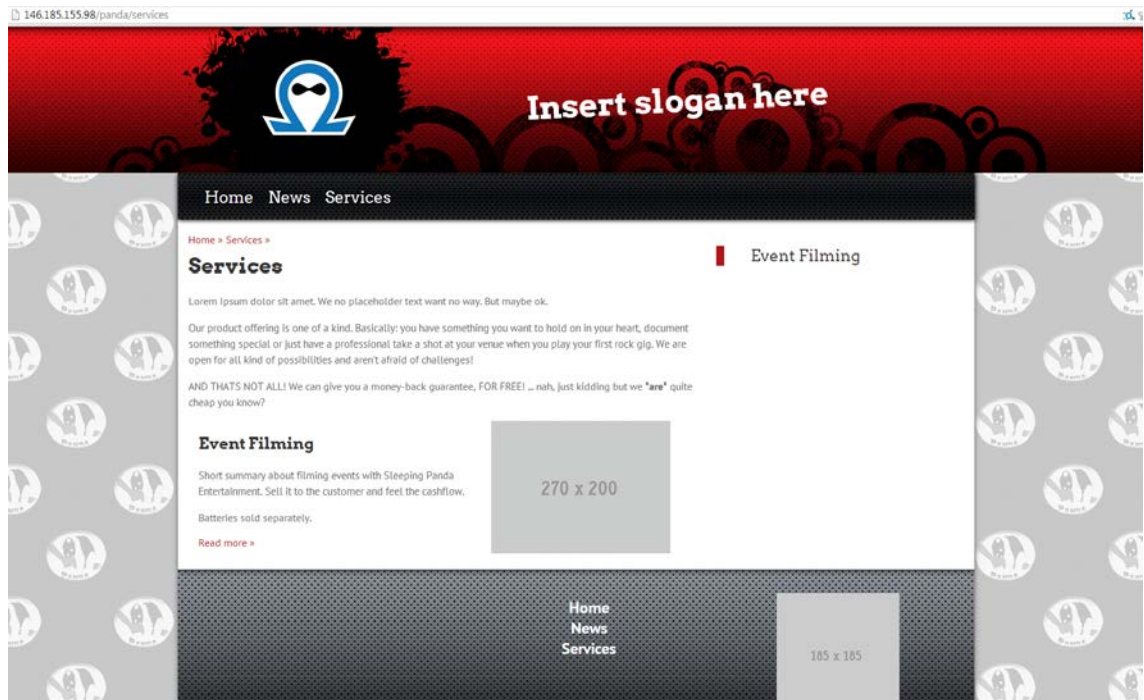 146.185.155.98/panda/services
Insert slogan here
Home News Services
Home » Services »
Services
Lorem Ipsum dolor sit amet. We no placeholder text want no way. But maybe ok.
Our product offering is one of a kind. Basically: you have something you want to hold on in your heart, document
something special or just have a professional take a shot at your venue when you play your first rock gig. We are
open for all kind of possibilities and aren't afraid of challenges!
AND THATS NOT ALL! We can give you a money-back guarantee, FOR FREE! ... nah, just kidding but we *are* quite
cheap you know?
Event Filming
Short summary about filming events with Sleeping Panda
Entertainment. Sell it to the customer and feel the cashflow.
Batteries sold separately.
Read more »
270 x 200
Event Filming
Home
News
Services
185 x 185